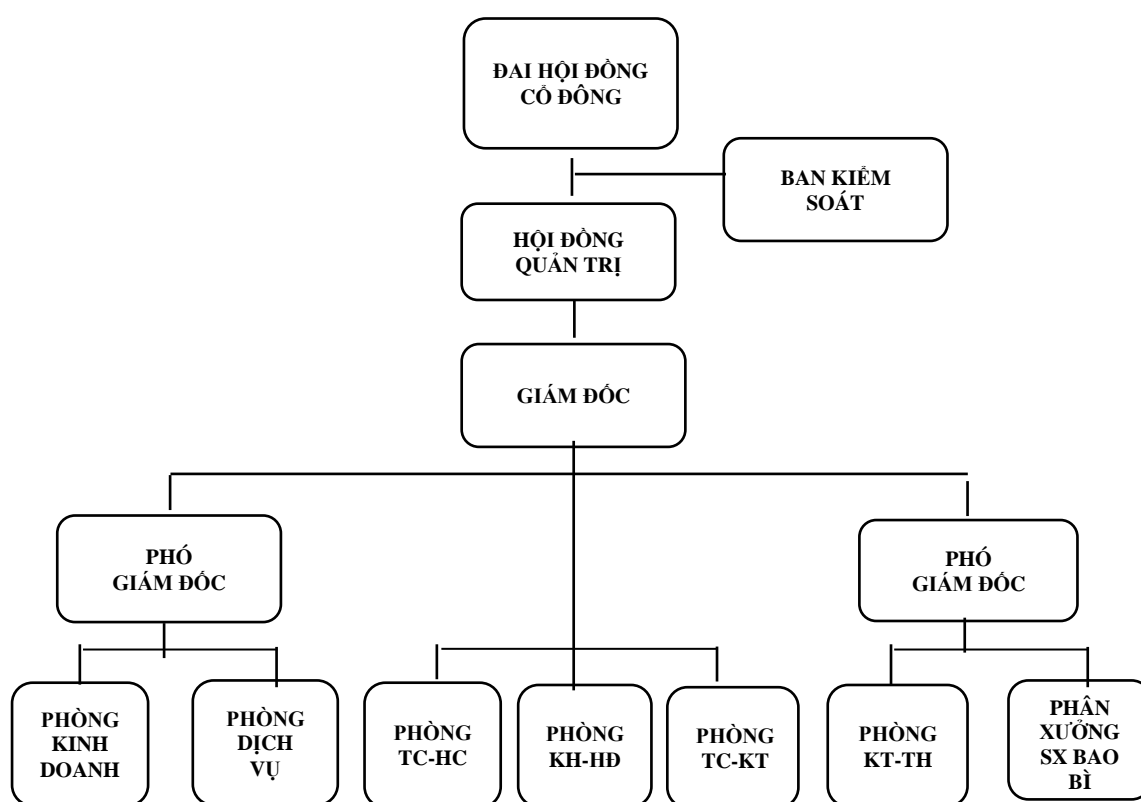 ĐAI HỘI ĐỒNG
CỔ ĐÔNG
BAN KIỂM
SOÁT
HỘI ĐỒNG
QUẢN TRỊ
GIÁM ĐỐC
PHÓ
GIÁM ĐỐC
PHÓ
GIÁM ĐỐC
PHÒNG
KINH
DOANH
PHÒNG
DỊCH
VỤ
PHÒNG
TC-HC
PHÒNG
KH-HĐ
PHÒNG
TC-KT
PHÒNG
KT-TH
PHÂN
XƯỞNG
SX BAO
BÌ